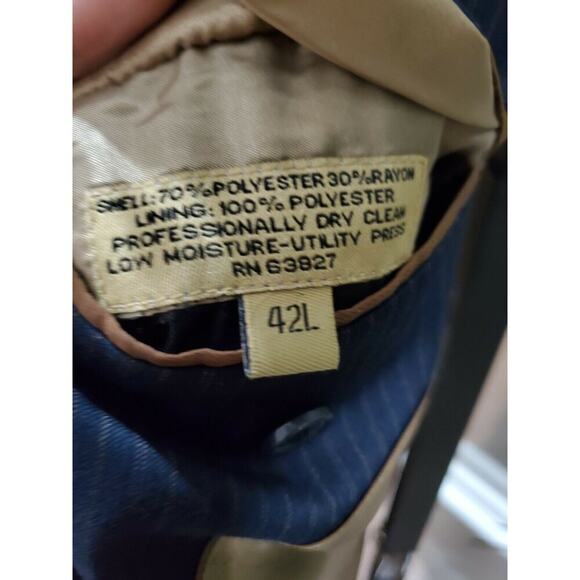 SHELL: 70% POLYESTER 30% RAYON
LINING: 100% POLYESTER
PROFESSIONALLY DRY CLEAN
LOW MOISTURE-UTILITY PRESS
RN 63827
42L